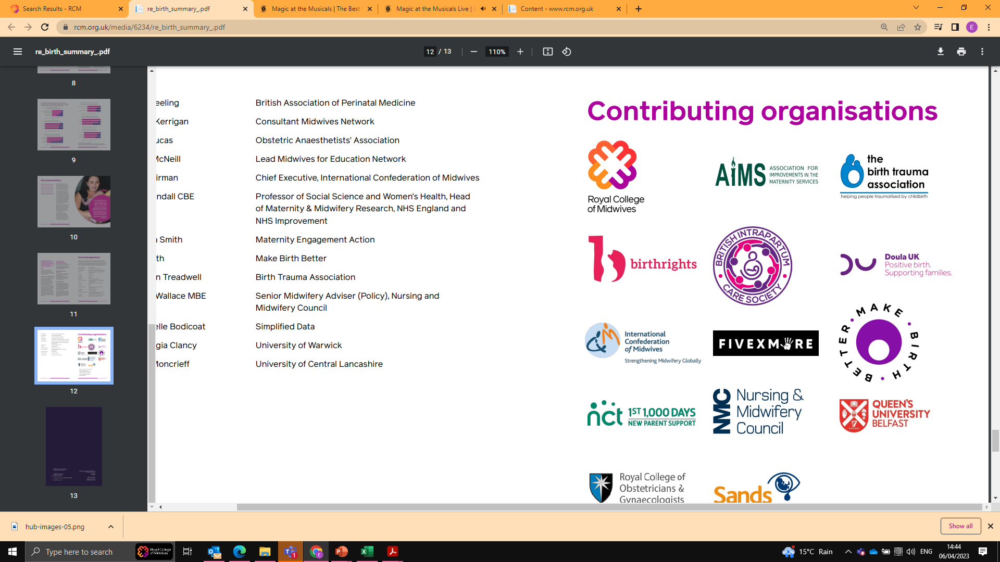 Search Results - RCM
re_birth_summary_.pdf
Magic at the Musicals | The Best
Magic at the Musicals Live |
Content - www.rcm.org.uk
rcm.org.uk/media/6234/re_birth_summary_.pdf
E
re_birth_summary_.pdf
12 / 13
110%
8
9
10
11
12
13
eeling British Association of Perinatal Medicine
Kerrigan Consultant Midwives Network
ucas Obstetric Anaesthetists' Association
McNeill Lead Midwives for Education Network
irman Chief Executive, International Confederation of Midwives
ndall CBE Professor of Social Science and Women's Health, Head
of Maternity & Midwifery Research, NHS England and
NHS Improvement
Smith Maternity Engagement Action
th Make Birth Better
n Treadwell Birth Trauma Association
Wallace MBE Senior Midwifery Adviser (Policy), Nursing and
Midwifery Council
elle Bodicoat Simplified Data
gia Clancy University of Warwick
Moncrieff University of Central Lancashire
Contributing organisations
Royal College
of Midwives
AiMS
ASSOCIATION FOR
IMPROVEMENTS IN THE
MATERNITY SERVICES
the
birth trauma
association
helping people traumatised by childbirth
birthrights
BRITISH INTRAPARTUM
CARE SOCIETY
Doula UK
Positive birth.
Supporting families.
International
Confederation
of Midwives
Strengthening Midwifery Globally
FIVEXMORE
MAKE BIRTH BETTER
nct
1ST 1,000 DAYS
NEW PARENT SUPPORT
NMC
Nursing &
Midwifery
Council
QUEEN'S
UNIVERSITY
BELFAST
Royal College of
Obstetricians &
Gynaecologists
Sands
hub-images-05.png
Show all
Type here to search
Royal College
of Midwives
1
15°C Rain
ENG
14:44
06/04/2023